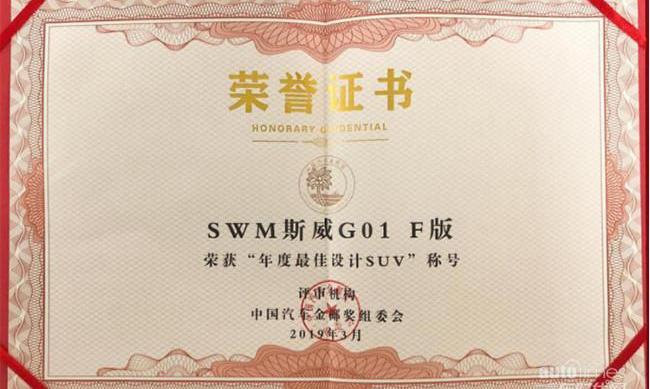 荣誉证书
HONORARY CREDENTIAL
SWM斯威G01 F版
荣获“年度最佳设计SUV”称号
评审机构
中国汽车金邮奖组委会
2019年3月